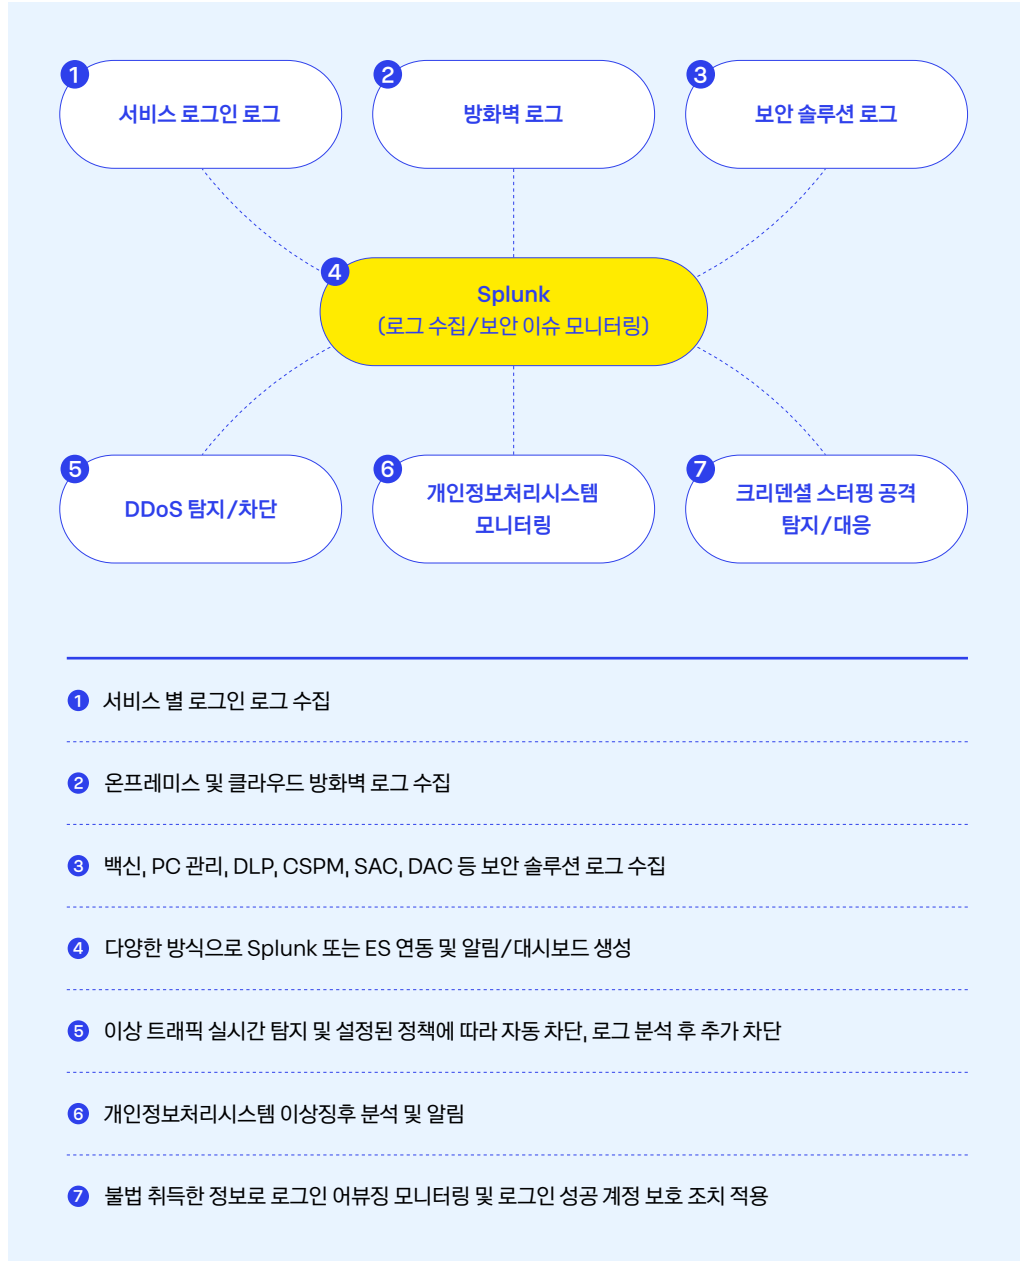 1
서비스 로그인 로그
2
방화벽 로그
3
보안 솔루션 로그
4
Splunk
(로그 수집/보안 이슈 모니터링)
5
DDoS 탐지/차단
6
개인정보처리시스템
모니터링
7
크리덴셜 스터핑 공격
탐지/대응
1 서비스 별 로그인 로그 수집
2 온프레미스 및 클라우드 방화벽 로그 수집
3 백신, PC 관리, DLP, CSPM, SAC, DAC 등 보안 솔루션 로그 수집
4 다양한 방식으로 Splunk 또는 ES 연동 및 알림/대시보드 생성
5 이상 트래픽 실시간 탐지 및 설정된 정책에 따라 자동 차단, 로그 분석 후 추가 차단
6 개인정보처리시스템 이상징후 분석 및 알림
7 불법 취득한 정보로 로그인 어뷰징 모니터링 및 로그인 성공 계정 보호 조치 적용